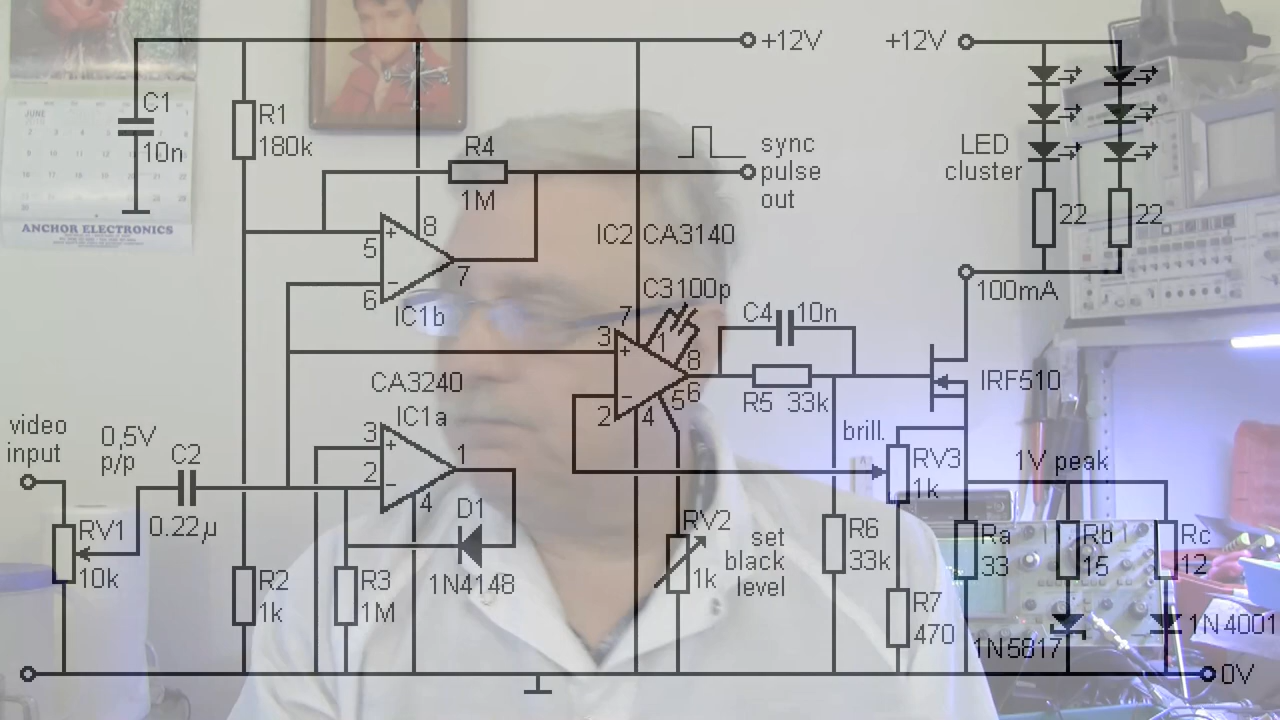 +12V
+12V
C1
10n
R1
180k
JUNE
R4
1M
sync
pulse
out
LED
cluster
22
22
ANCHOR ELECTRONICS
+
8
5
7
6
−
IC1b
IC2 CA3140
C3100p
7
3
1
+
8
6
5
−
2
4
C4 10n
R5 33k
100mA
IRF510
CA3240
IC1a
3
+
1
2
−
4
video
input
0,5V
p/p
C2
0.22µ
RV1
10k
D1
1N4148
R2
1k
R3
1M
RV2
1k
set
black
level
R6
33k
brill.
RV3
1k
R7
470
1V peak
Ra
33
Rb
15
Rc
12
1N5817
1N4001
0V